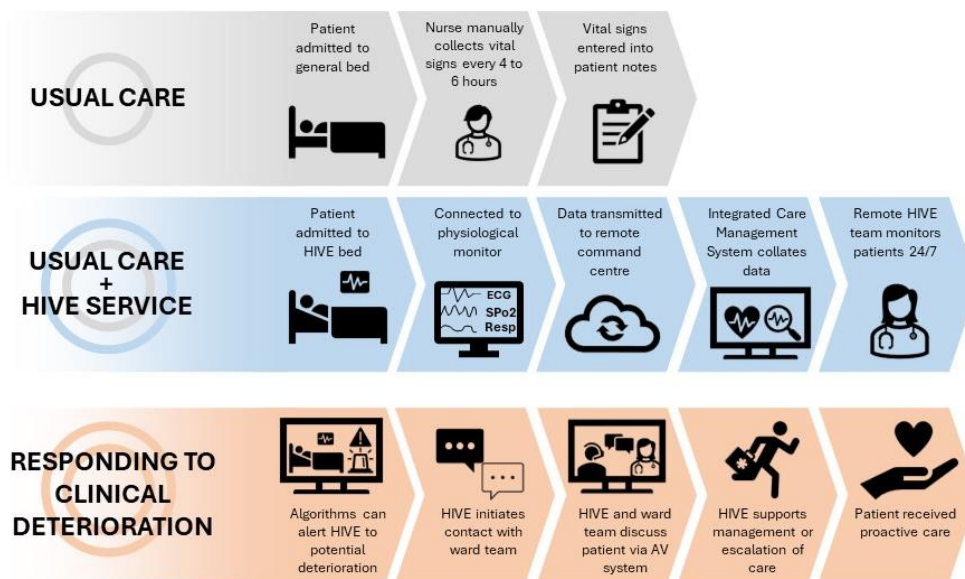 USUAL CARE
Patient
admitted to
general bed
Nurse manually
collects vital
signs every 4 to
6 hours
Vital signs
entered into
patient notes
USUAL CARE
+
HIVE SERVICE
Patient
admitted to
HIVE bed
Connected to
physiological
monitor
ECG
SPo2
Resp
Data transmitted
to remote
command
centre
Integrated Care
Management
System collates
data
Remote HIVE
team monitors
patients 24/7
RESPONDING TO
CLINICAL
DETERIORATION
Algorithms can
alert HIVE to
potential
deterioration
HIVE initiates
contact with
ward team
HIVE and ward
team discuss
patient via AV
system
HIVE supports
management or
escalation of
care
Patient received
proactive care